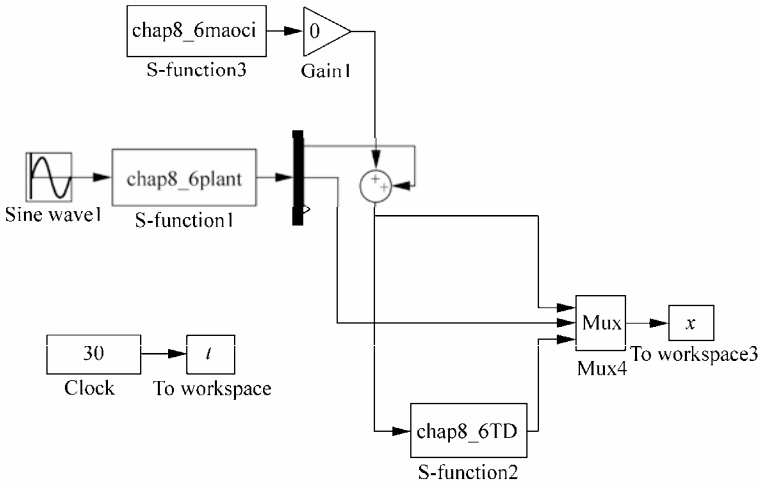 chap8_6maoci
0
S-function3
Gain1
+
+
chap8_6plant
Sine wave1
S-function1
Mux
x
30
t
To workspace3
Mux4
Clock
To workspace
chap8_6TD
S-function2